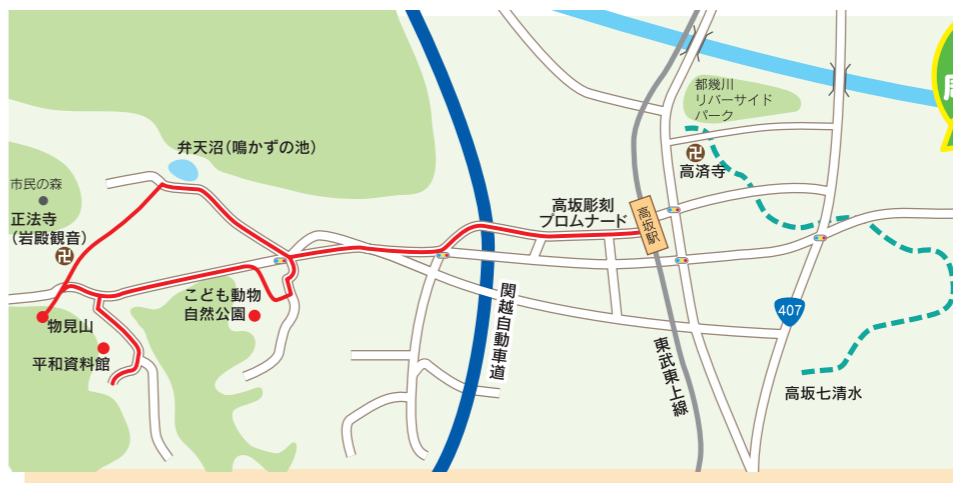 都幾川
リバーサイド
パーク
弁天沼(鳴かずの池)
高済寺
市民の森
正法寺
(岩殿観音)
高坂彫刻
プロムナード
高坂駅
こども動物
自然公園
物見山
平和資料館
関越自動車道
407
東武東上線
高坂七清水